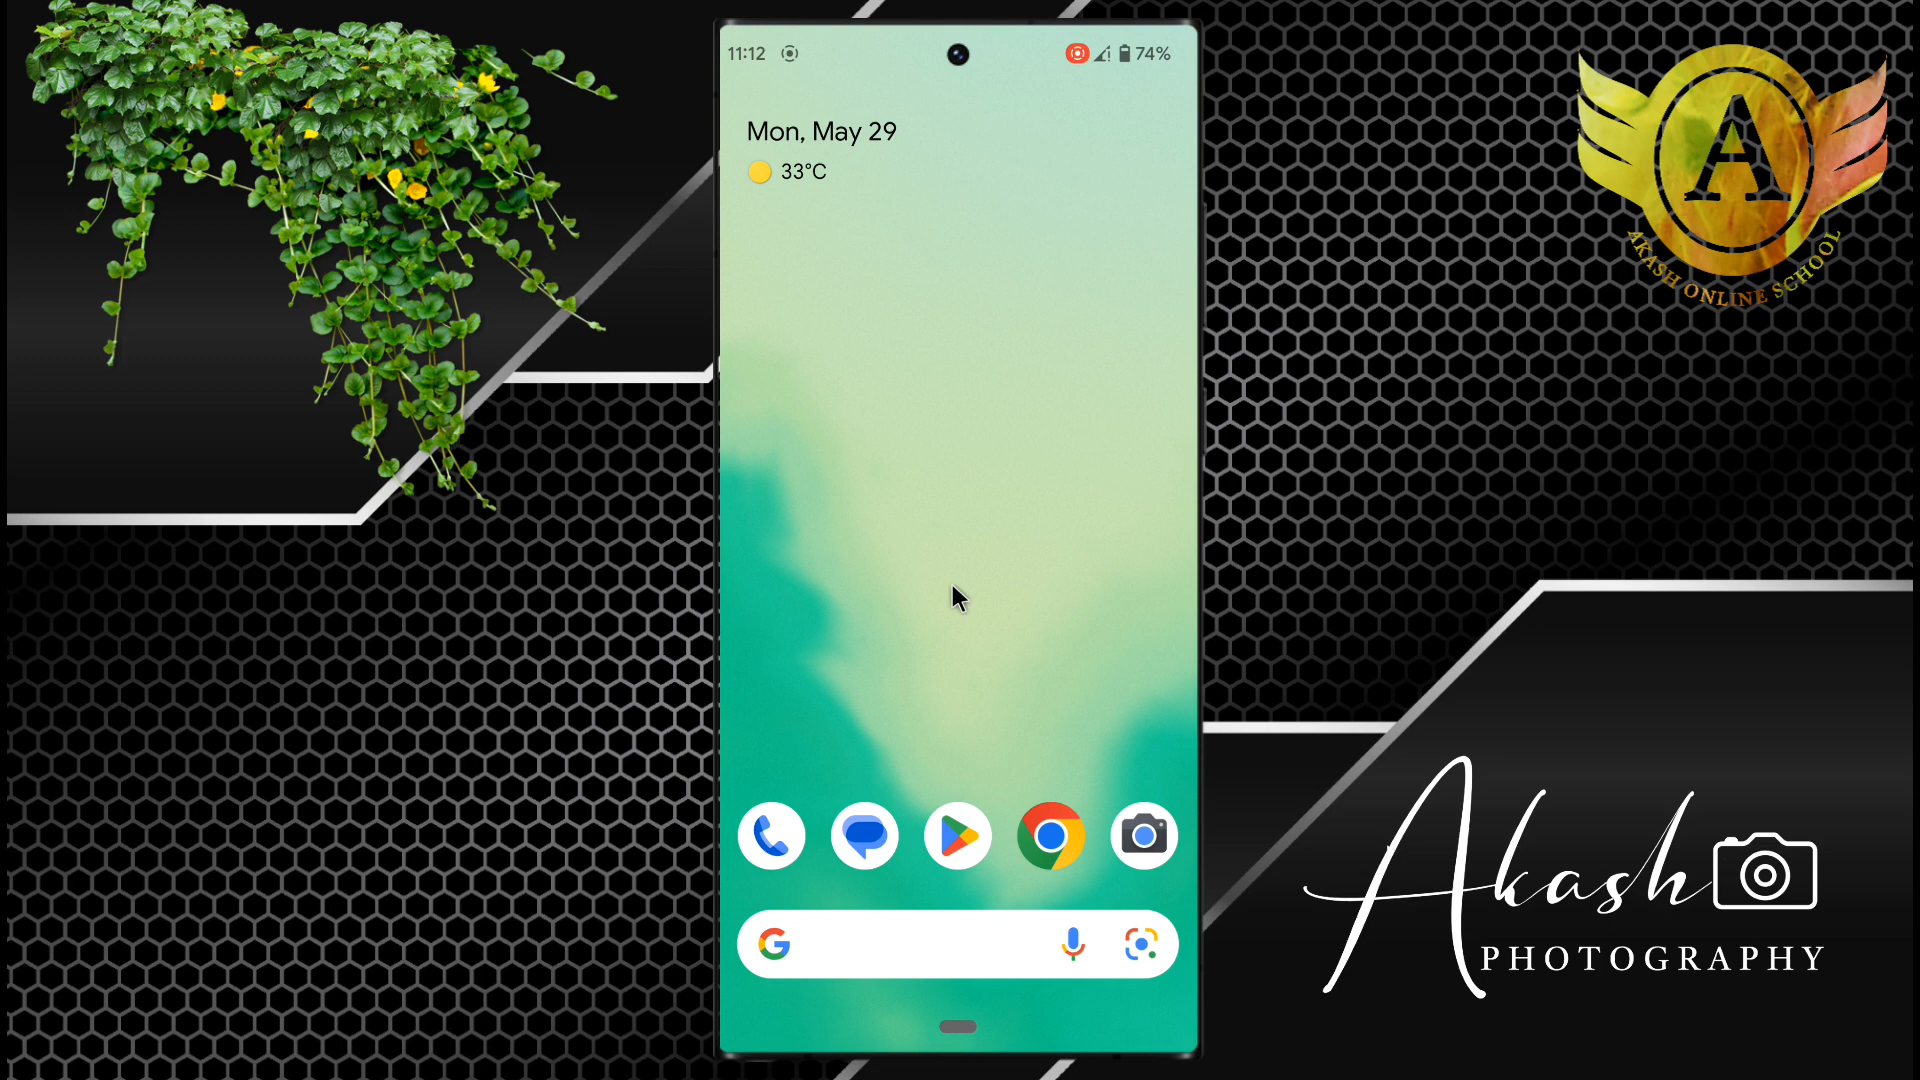 11:12
74%
Mon, May 29
33°C
A
AKASH ONLINE SCHOOL
Akash
PHOTOGRAPHY